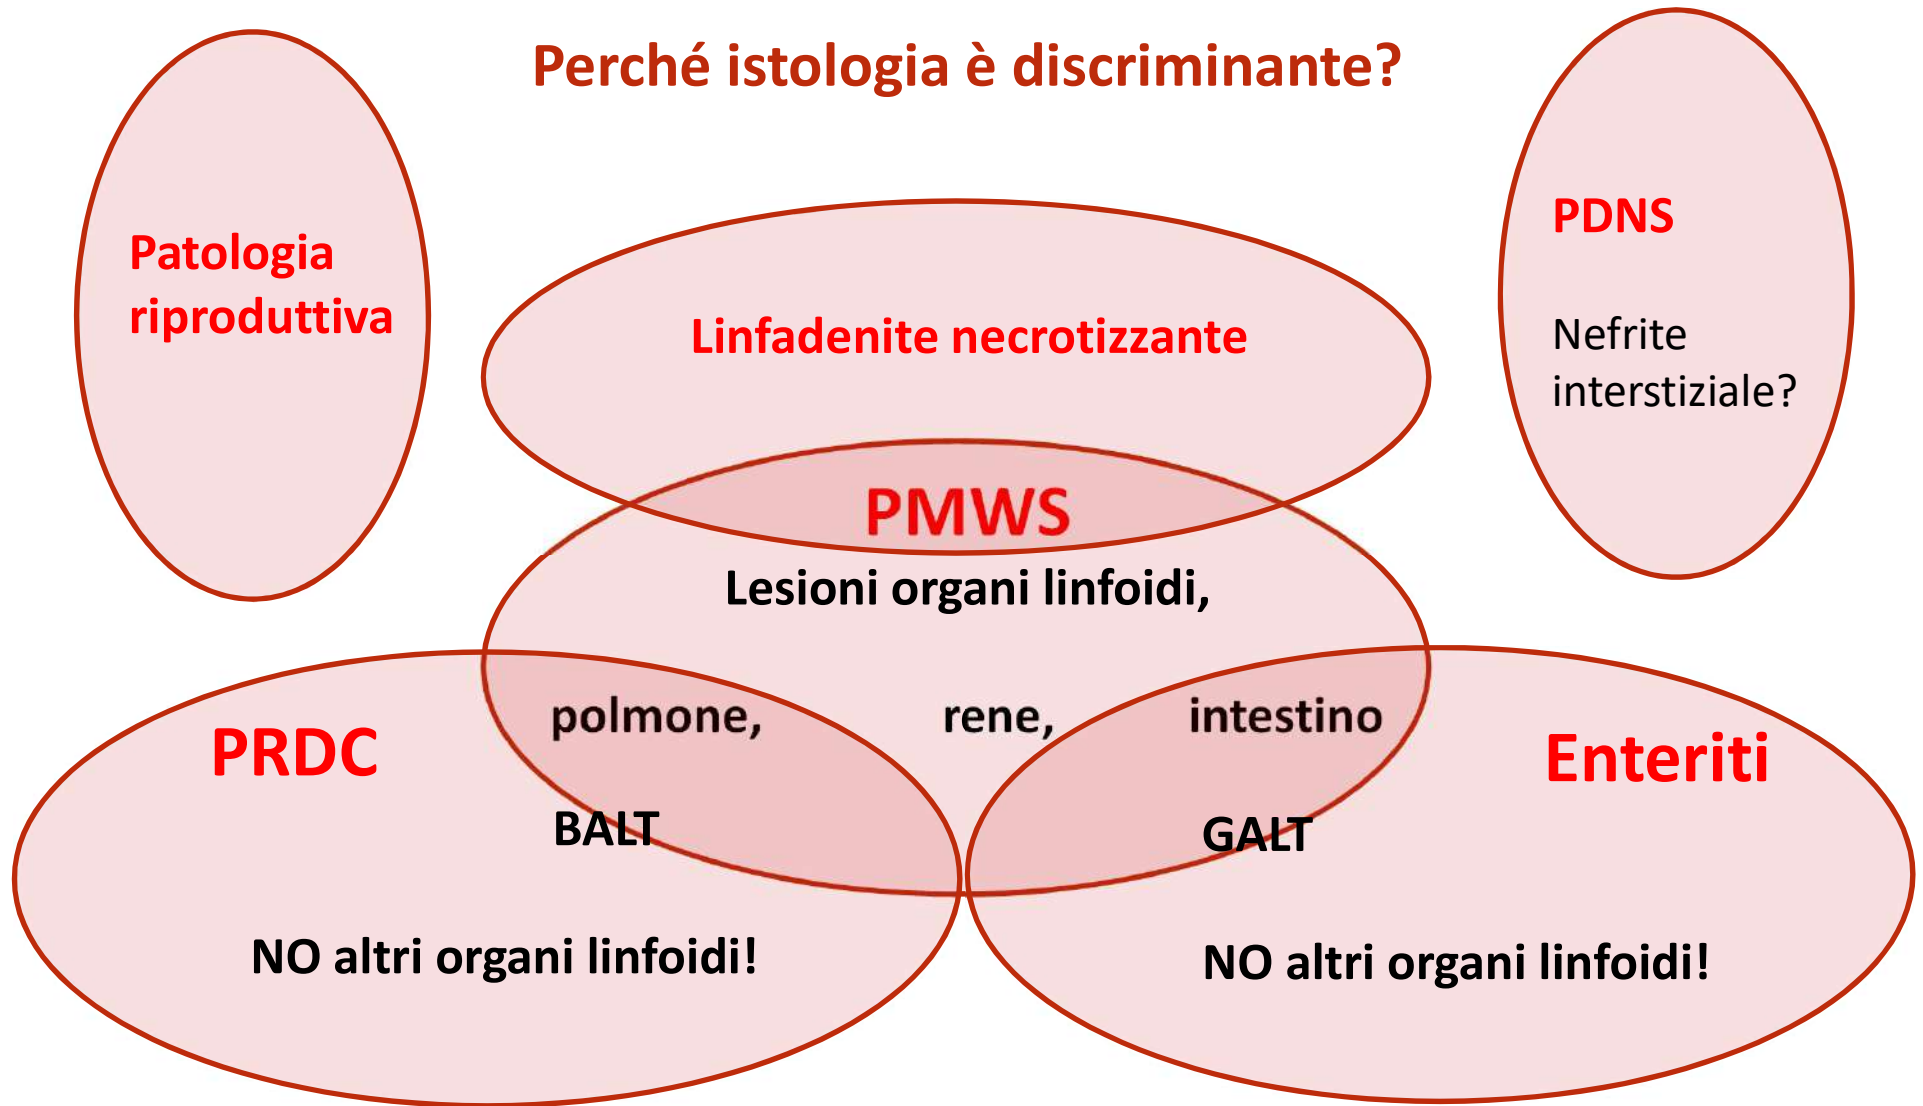 Perché istologia è discriminante?
Patologia
riproduttiva
PDNS
Nefrite
interstiziale?
Linfadenite necrotizzante
PMWS
Lesioni organi linfoidi,
polmone, rene, intestino
PRDC
BALT
NO altri organi linfoidi!
Enteriti
GALT
NO altri organi linfoidi!